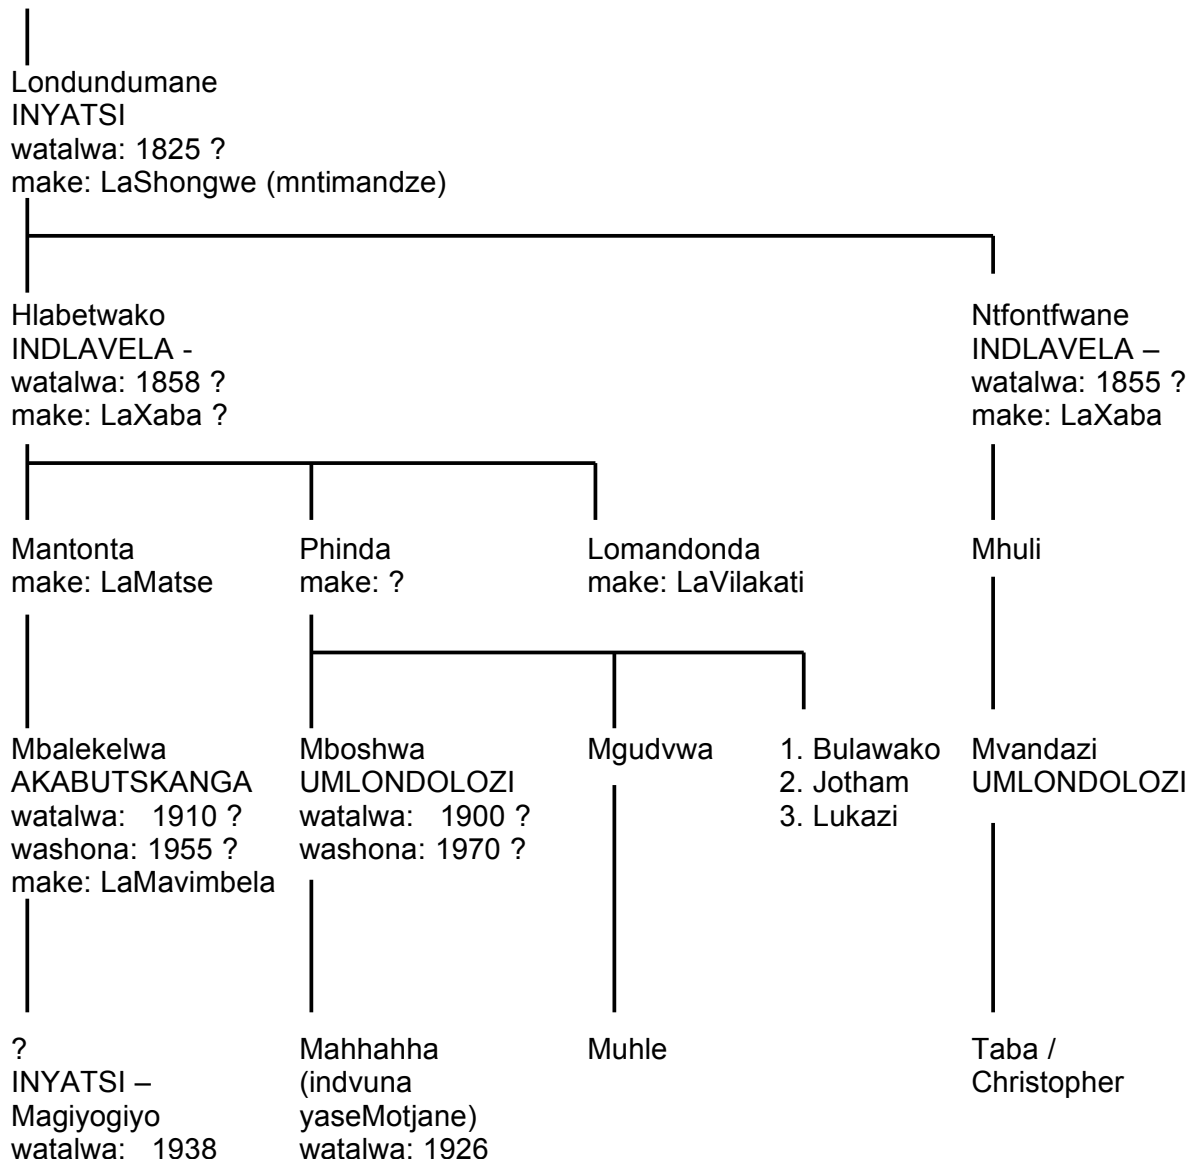 Londundumane
INYATSI
watalwa: 1825 ?
make: LaShongwe (mntimandze)
Hlabetwako
INDLAVELA -
watalwa: 1858 ?
make: LaXaba ?
Ntfontfwane
INDLAVELA –
watalwa: 1855 ?
make: LaXaba
Mantonta
make: LaMatse
Phinda
make: ?
Lomandonda
make: LaVilakati
Mhuli
Mbalekelwa
AKABUTSKANGA
watalwa: 1910 ?
washona: 1955 ?
make: LaMavimbela
Mboshwa
UMLONDOLOZI
watalwa: 1900 ?
washona: 1970 ?
Mgudvwa
1. Bulawako
2. Jotham
3. Lukazi
Mvandazi
UMLONDOLOZI
?
INYATSI –
Magiyogiyo
watalwa: 1938
Mahhahha
(indvuna
yaseMotjane)
watalwa: 1926
Muhle
Taba /
Christopher